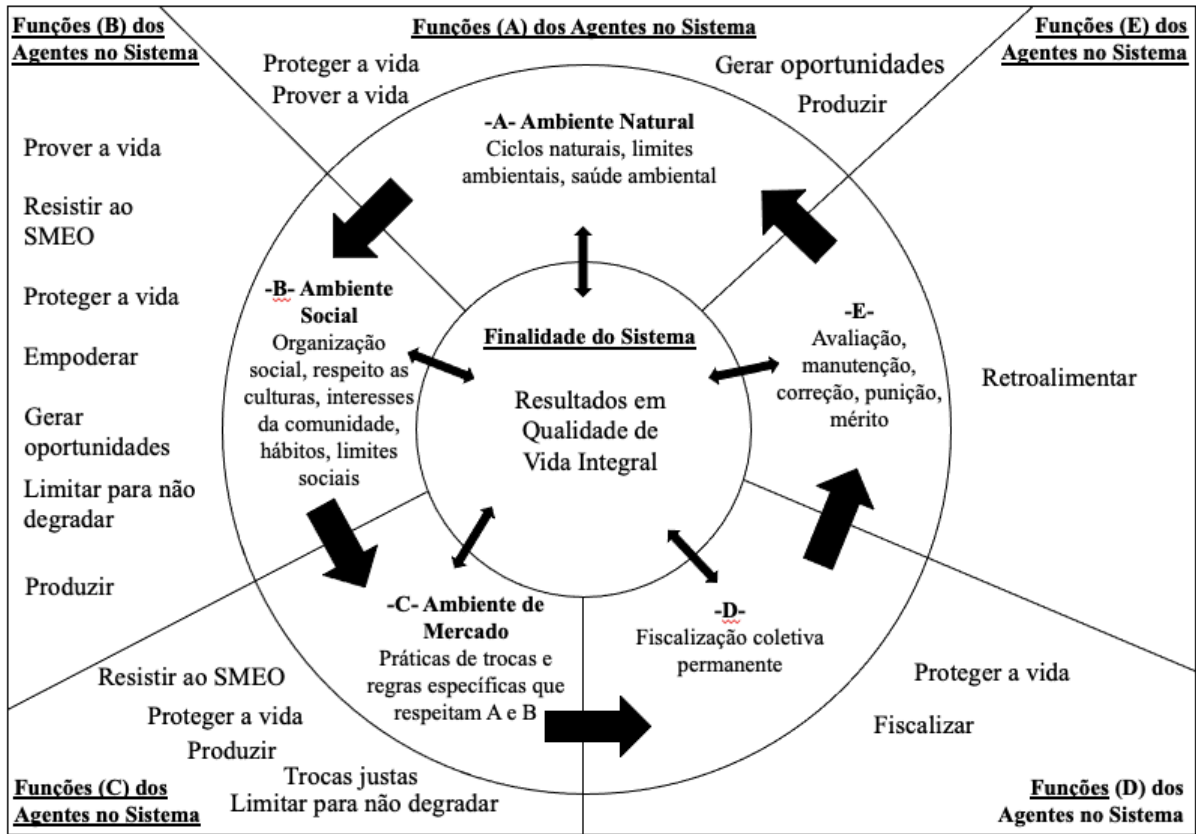 Funções (B) dos
Agentes no Sistema
Funções (A) dos Agentes no Sistema
Funções (E) dos
Agentes no Sistema
Proteger a vida
Prover a vida
Gerar oportunidades
Produzir
-A- Ambiente Natural
Ciclos naturais, limites
ambientais, saúde ambiental
Prover a vida
Resistir ao
SMEO
Proteger a vida
Empoderar
Gerar
oportunidades
Limitar para não
degradar
Produzir
-B- Ambiente
Social
Organização
social, respeito as
culturas, interesses
da comunidade,
hábitos, limites
sociais
Finalidade do Sistema
Resultados em
Qualidade de
Vida Integral
-E-
Avaliação,
manutenção,
correção, punição,
mérito
Retroalimentar
-C- Ambiente de
Mercado
Práticas de trocas e
regras específicas que
respeitam A e B
-D-
Fiscalização coletiva
permanente
Resistir ao SMEO
Proteger a vida
Produzir
Trocas justas
Limitar para não degradar
Funções (C) dos
Agentes no Sistema
Proteger a vida
Fiscalizar
Funções (D) dos
Agentes no Sistema